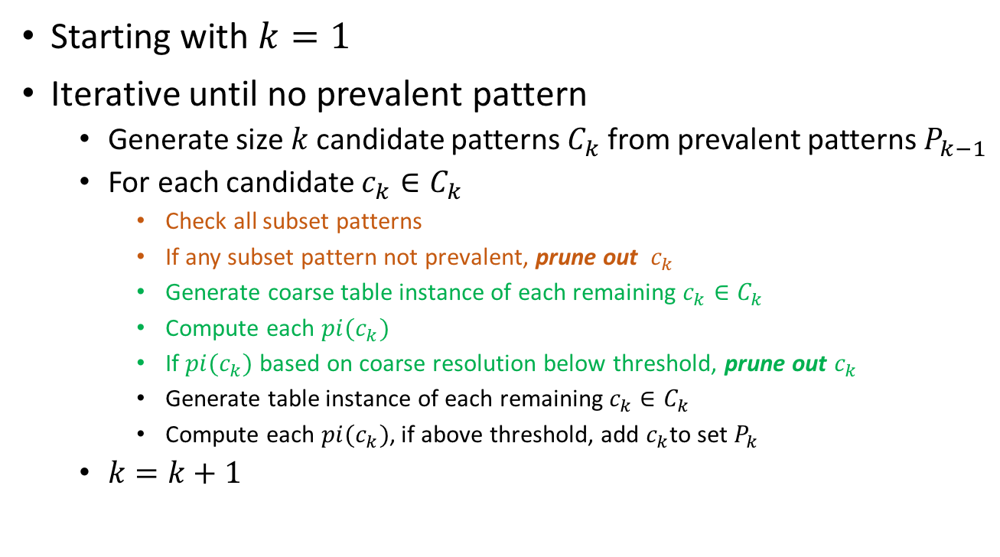 • Starting with k = 1
• Iterative until no prevalent pattern
• Generate size k candidate patterns C_k from prevalent patterns P_{k−1}
• For each candidate c_k ∈ C_k
• Check all subset patterns
• If any subset pattern not prevalent, prune out c_k
• Generate coarse table instance of each remaining c_k ∈ C_k
• Compute each pi(c_k)
• If pi(c_k) based on coarse resolution below threshold, prune out c_k
• Generate table instance of each remaining c_k ∈ C_k
• Compute each pi(c_k), if above threshold, add c_k to set P_k
• k = k + 1